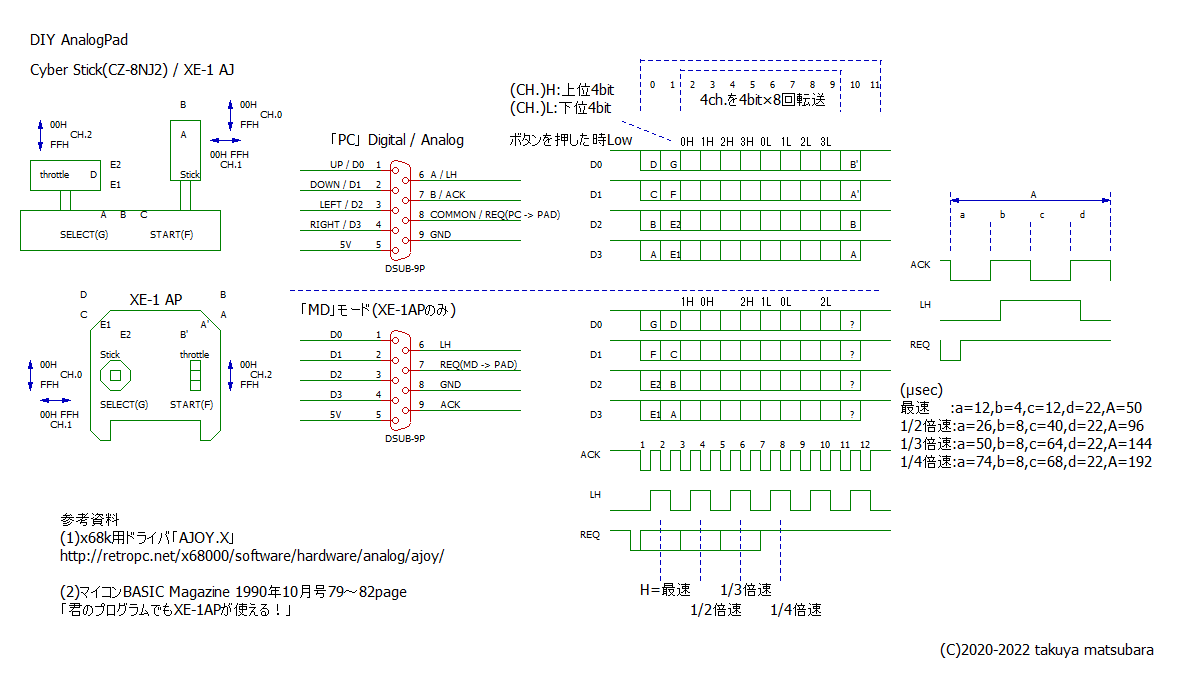 DIY AnalogPad
Cyber Stick(CZ-8NJ2) / XE-1 AJ
B
00H
CH.0
FFH
00H
CH.2
FFH
A
00H FFH
CH.1
throttle D
E2
E1
Stick
A B C
SELECT(G) START(F)
「PC」 Digital / Analog
UP / D0 1
DOWN / D1 2
LEFT / D2 3
RIGHT / D3 4
5V 5
6 A / LH
7 B / ACK
8 COMMON / REQ(PC -> PAD)
9 GND
DSUB-9P
(CH.)H:上位4bit
(CH.)L:下位4bit
ボタンを押した時Low
0 1 2 3 4 5 6 7 8 9 10 11
4ch.を4bit×8回転送
0H 1H 2H 3H 0L 1L 2L 3L
D0 D G B'
D1 C F A'
D2 B E2 B
D3 A E1 A
A
a b c d
ACK
LH
REQ
D XE-1 AP B
C A
E1 A'
E2 B'
Stick throttle
00H
CH.0
FFH
00H FFH
CH.1
00H
CH.2
FFH
SELECT(G) START(F)
「MD」モード(XE-1APのみ)
D0 1
D1 2
D2 3
D3 4
5V 5
6 LH
7 REQ(MD -> PAD)
8 GND
9 ACK
DSUB-9P
1H 0H 2H 1L 0L 2L
D0 G D ?
D1 F C ?
D2 E2 B ?
D3 E1 A ?
1 2 3 4 5 6 7 8 9 10 11 12
ACK
LH
REQ
H=最速 1/3倍速
1/2倍速 1/4倍速
(μsec)
最速 :a=12,b=4,c=12,d=22,A=50
1/2倍速:a=26,b=8,c=40,d=22,A=96
1/3倍速:a=50,b=8,c=64,d=22,A=144
1/4倍速:a=74,b=8,c=68,d=22,A=192
参考資料
(1)x68k用ドライバ「AJOY.X」
http://retropc.net/x68000/software/hardware/analog/ajoy/
(2)マイコンBASIC Magazine 1990年10月号79～82page
「君のプログラムでもXE-1APが使える！」
(C)2020-2022 takuya matsubara